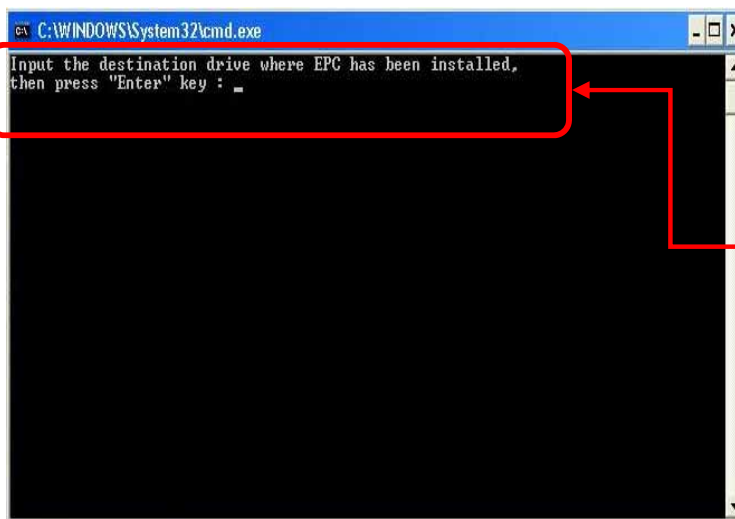 C:\WINDOWS\System32\cmd.exe
Input the destination drive where EPC has been installed,
then press "Enter" key : _